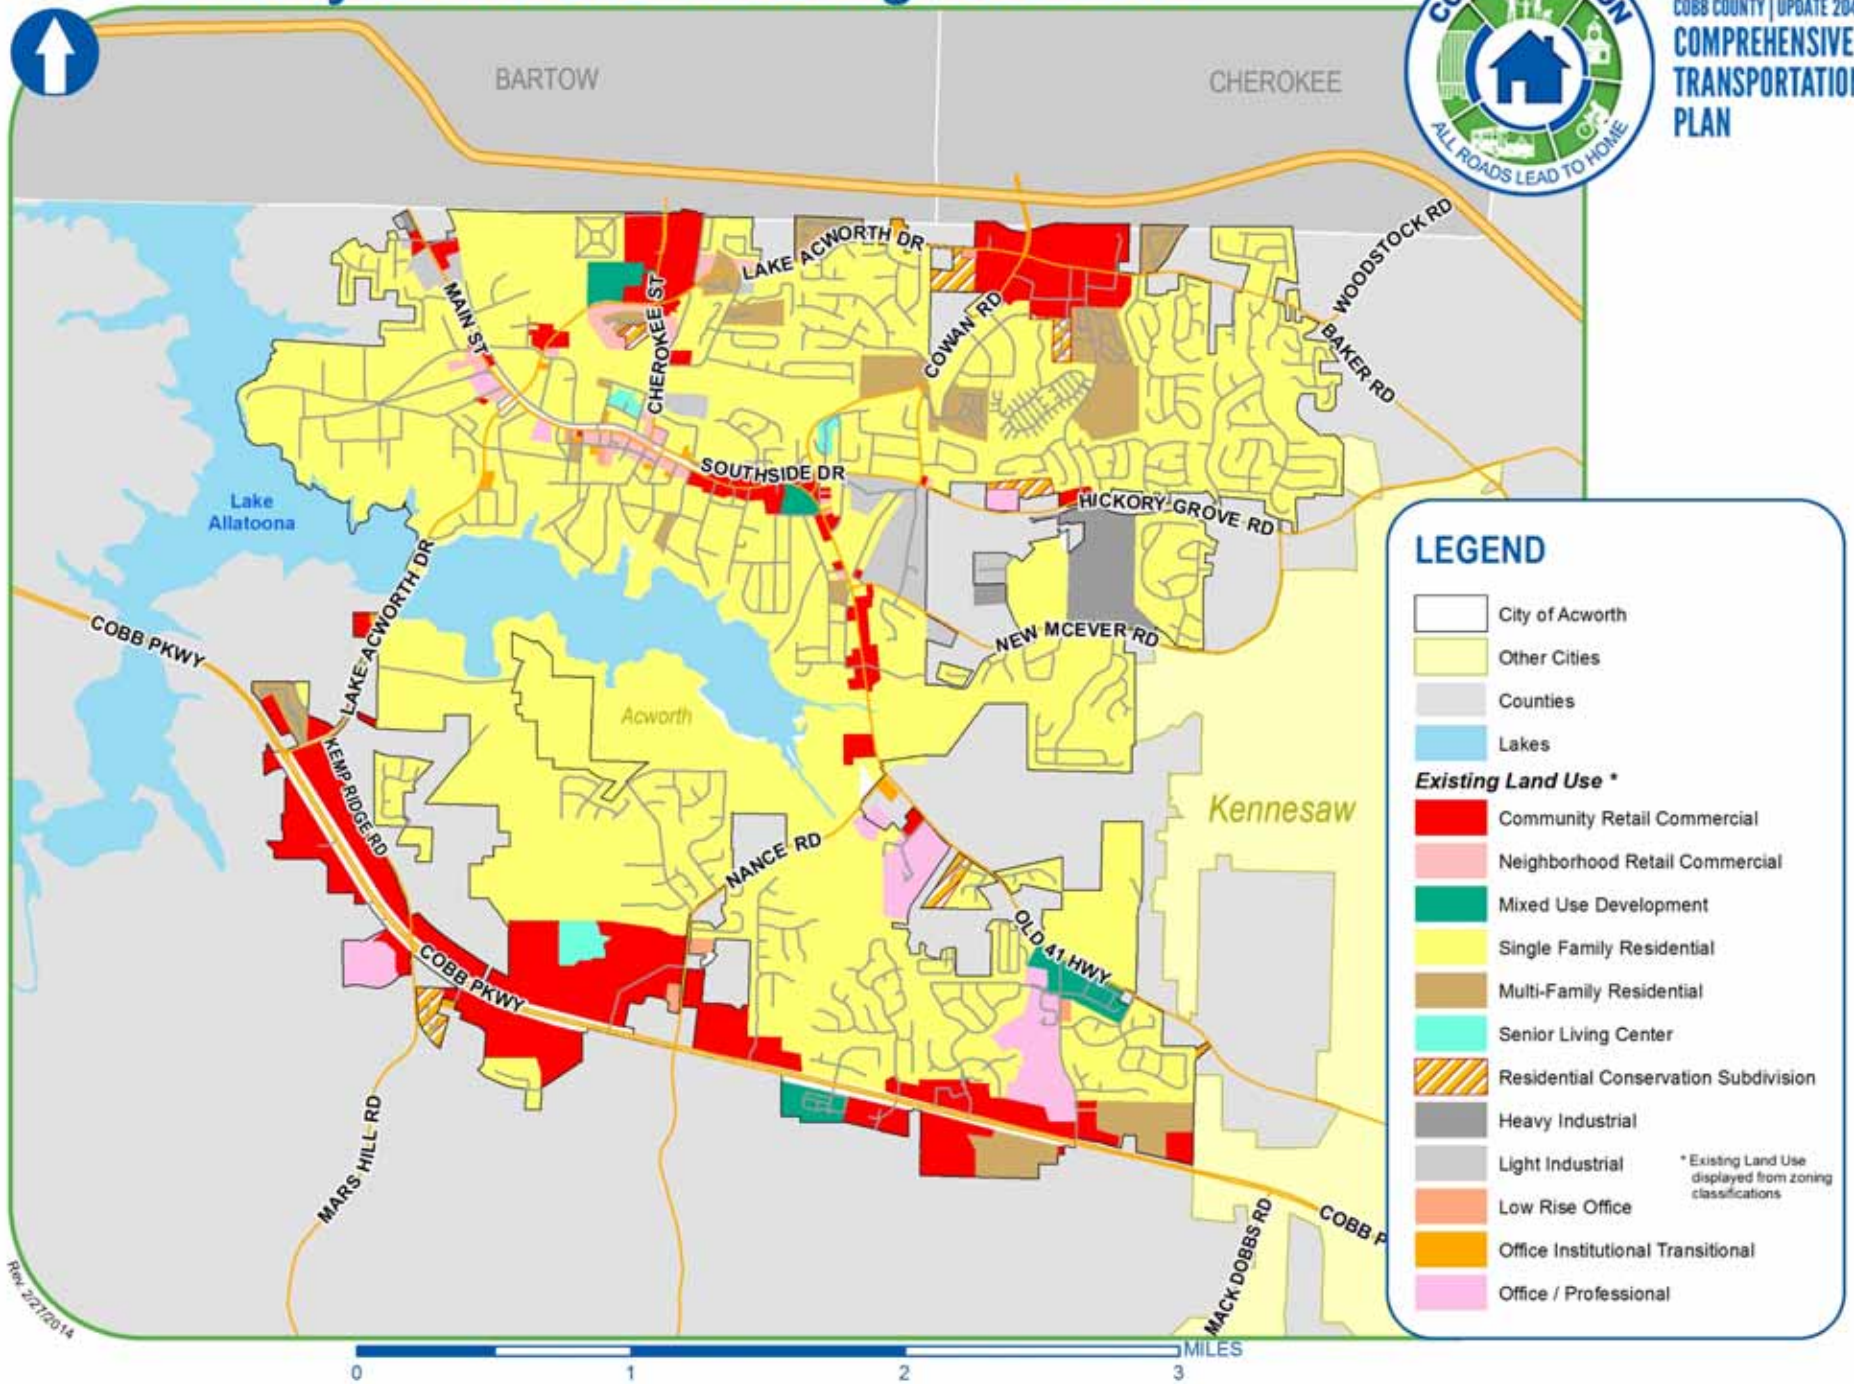 COBB COUNTY | UPDATE 204
COMPREHENSIVE
TRANSPORTATION
PLAN
ALL ROADS LEAD TO HOME
BARTOW
CHEROKEE
WOODSTOCK RD
LAKE ACWORTH DR
MAIN ST
CHEROKEE ST
COWAN RD
BAKER RD
SOUTHSIDE DR
HICKORY GROVE RD
Lake
Allatoona
LAKE ACWORTH DR
COBB PKWY
NEW MCEVER RD
Acworth
KEMP RIDGE RD
Kennesaw
NANCE RD
OLD 41 HWY
COBB PKWY
MARS HILL RD
MACK DOBBS RD
COBB P
LEGEND
City of Acworth
Other Cities
Counties
Lakes
Existing Land Use *
Community Retail Commercial
Neighborhood Retail Commercial
Mixed Use Development
Single Family Residential
Multi-Family Residential
Senior Living Center
Residential Conservation Subdivision
Heavy Industrial
Light Industrial
* Existing Land Use
displayed from zoning
classifications
Low Rise Office
Office Institutional Transitional
Office / Professional
Rev. 2/27/2014
0 1 2 3 MILES